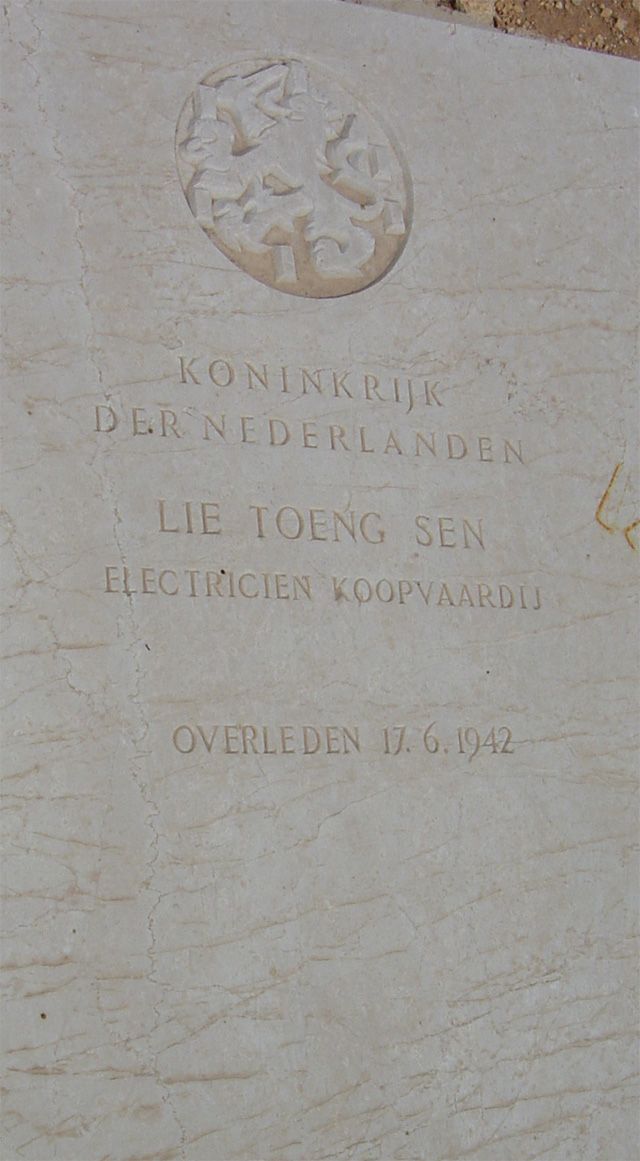 KONINKRIJK
DER NEDERLANDEN
LIE TOENG SEN
ELECTRICIEN KOOPVAARDIJ
OVERLEDEN 17.6.1942